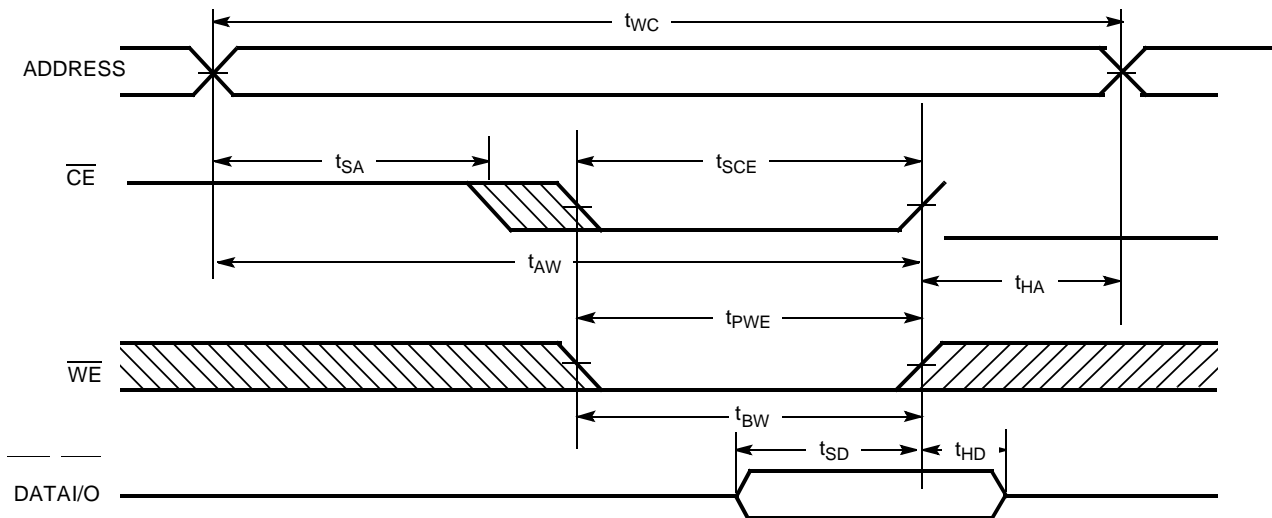 tWC
ADDRESS
tSA
tSCE
CE
tAW
tHA
tPWE
WE
tBW
tSD
tHD
DATAI/O